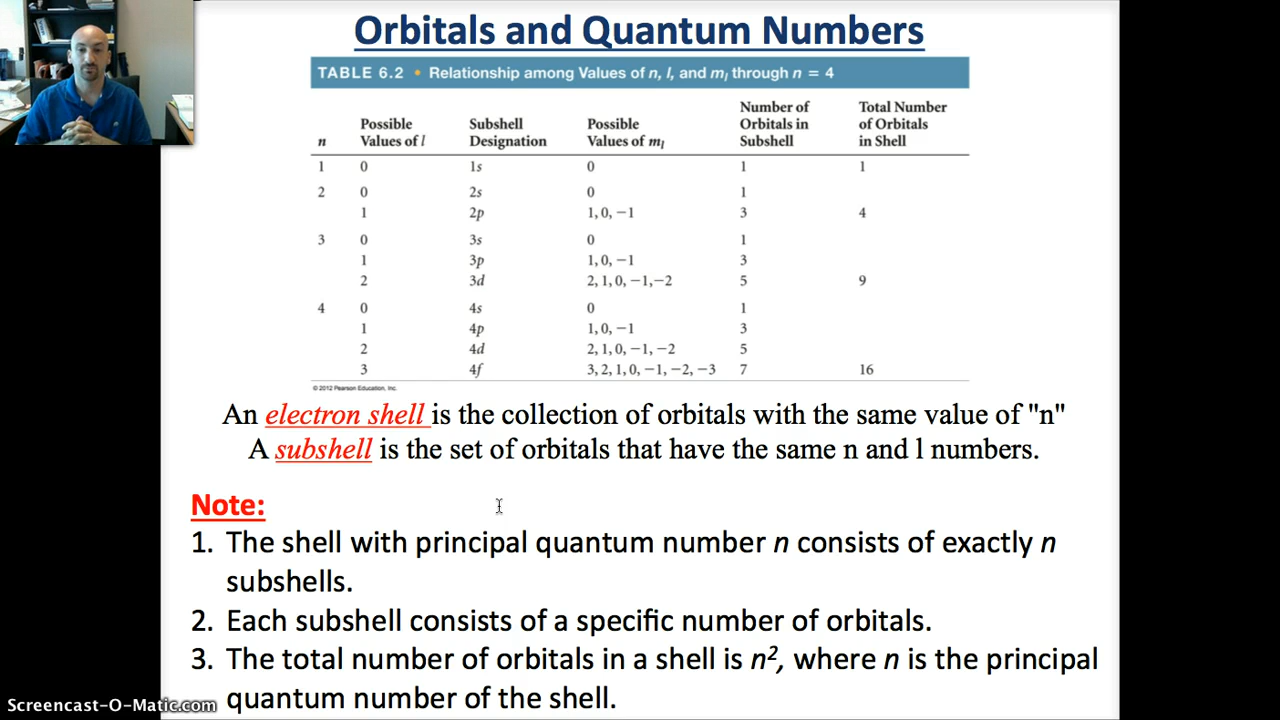 Orbitals and Quantum Numbers
TABLE 6.2 • Relationship among Values of n, l, and mₗ through n = 4
n Possible Values of l Subshell Designation Possible Values of mₗ Number of Orbitals in Subshell Total Number of Orbitals in Shell
1 0 1s 0 1 1
2 0 2s 0 1
1 2p 1, 0, −1 3 4
3 0 3s 0 1
1 3p 1, 0, −1 3
2 3d 2, 1, 0, −1,−2 5 9
4 0 4s 0 1
1 4p 1, 0, −1 3
2 4d 2, 1, 0, −1, −2 5
3 4f 3, 2, 1, 0, −1, −2, −3 7 16
© 2012 Pearson Education, Inc.
An electron shell is the collection of orbitals with the same value of "n"
A subshell is the set of orbitals that have the same n and l numbers.
Note:
1. The shell with principal quantum number n consists of exactly n
subshells.
2. Each subshell consists of a specific number of orbitals.
3. The total number of orbitals in a shell is n², where n is the principal
quantum number of the shell.
Screencast-O-Matic.com